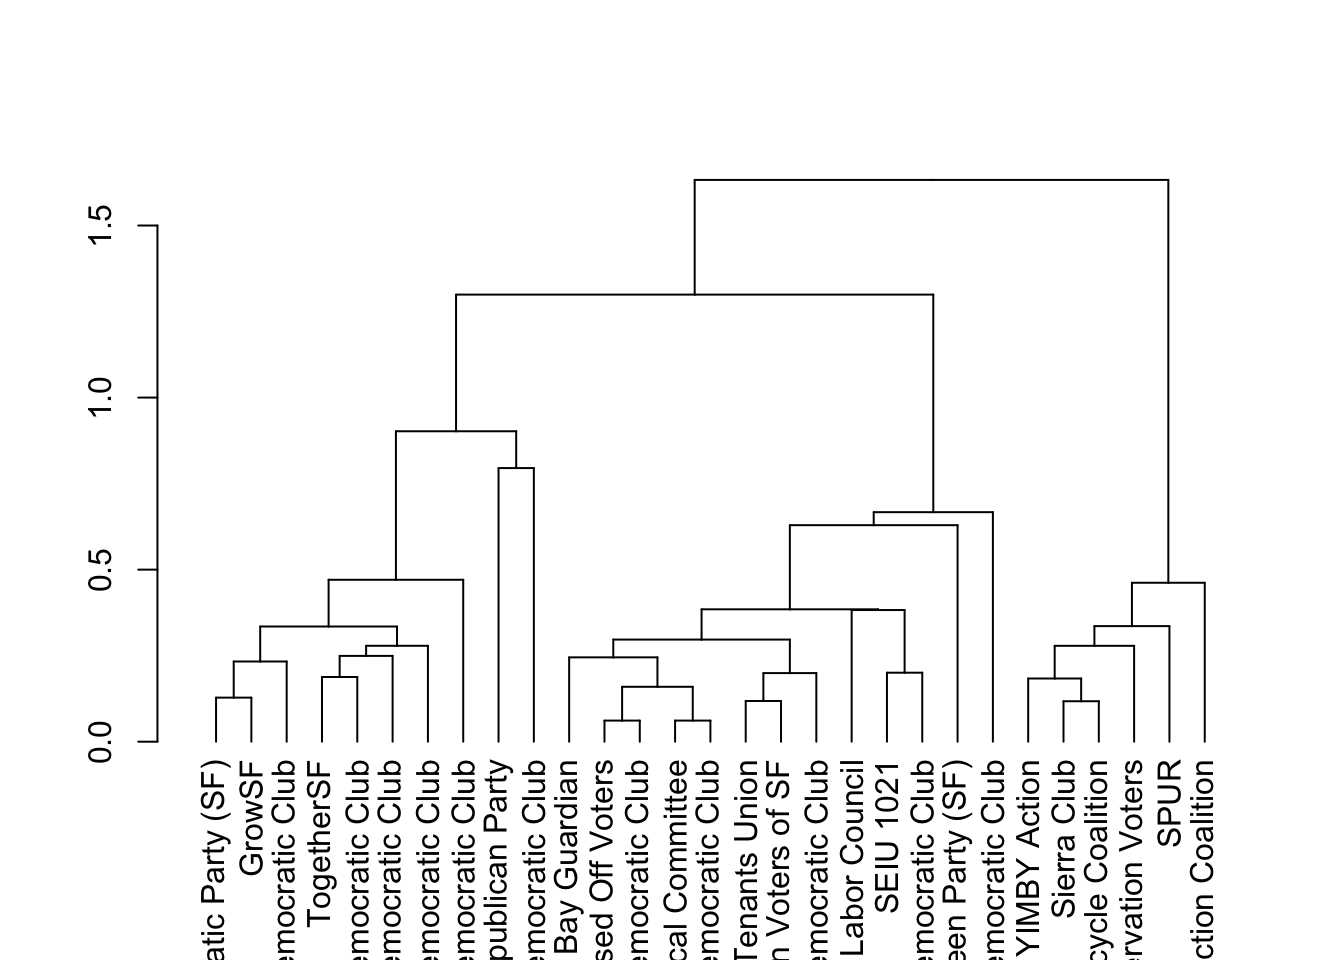 1.5
1.0
0.5
0.0
atic Party (SF)
GrowSF
emocratic Club
TogetherSF
emocratic Club
emocratic Club
emocratic Club
emocratic Club
publican Party
emocratic Club
Bay Guardian
sed Off Voters
emocratic Club
cal Committee
emocratic Club
Tenants Union
n Voters of SF
emocratic Club
Labor Council
SEIU 1021
emocratic Club
een Party (SF)
emocratic Club
YIMBY Action
Sierra Club
cycle Coalition
ervation Voters
SPUR
ction Coalition